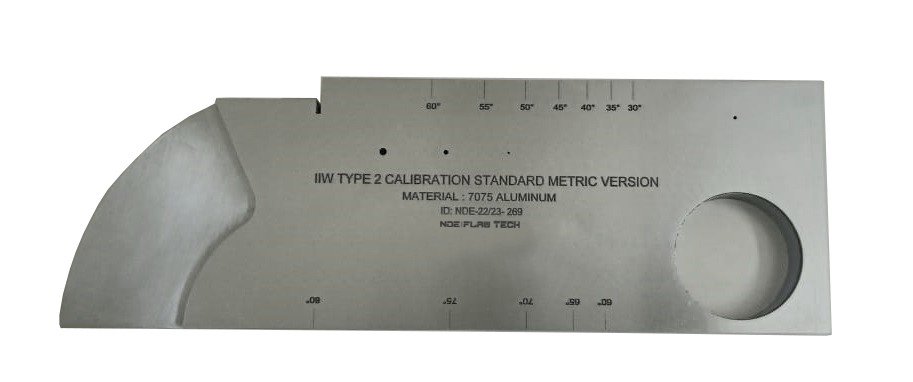 60° 55° 50° 45° 40° 35° 30°
IIW TYPE 2 CALIBRATION STANDARD METRIC VERSION
MATERIAL : 7075 ALUMINUM
ID: NDE-22/23- 269
NDE FLAB TECH
80° 75° 70° 65° 60°